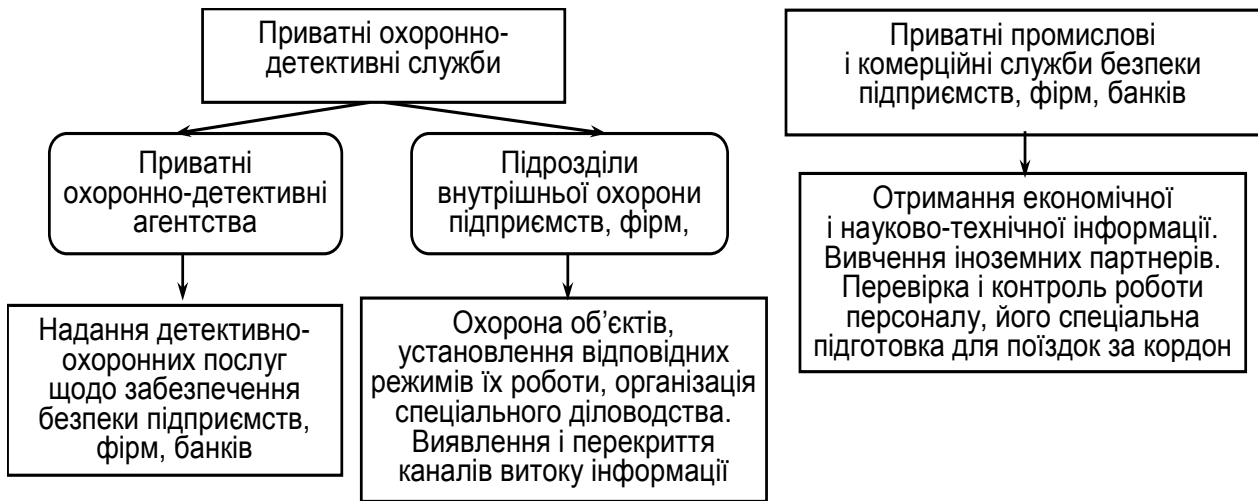 Приватні охоронно-
детективні служби
Приватні
охоронно-детективні
агентства
Підрозділи
внутрішньої охорони
підприємств, фірм,
Надання детективно-
охоронних послуг
щодо забезпечення
безпеки підприємств,
фірм, банків
Охорона об’єктів,
установлення відповідних
режимів їх роботи, організація
спеціального діловодства.
Виявлення і перекриття
каналів витоку інформації
Приватні промислові
і комерційні служби безпеки
підприємств, фірм, банків
Отримання економічної
і науково-технічної інформації.
Вивчення іноземних партнерів.
Перевірка і контроль роботи
персоналу, його спеціальна
підготовка для поїздок за кордон